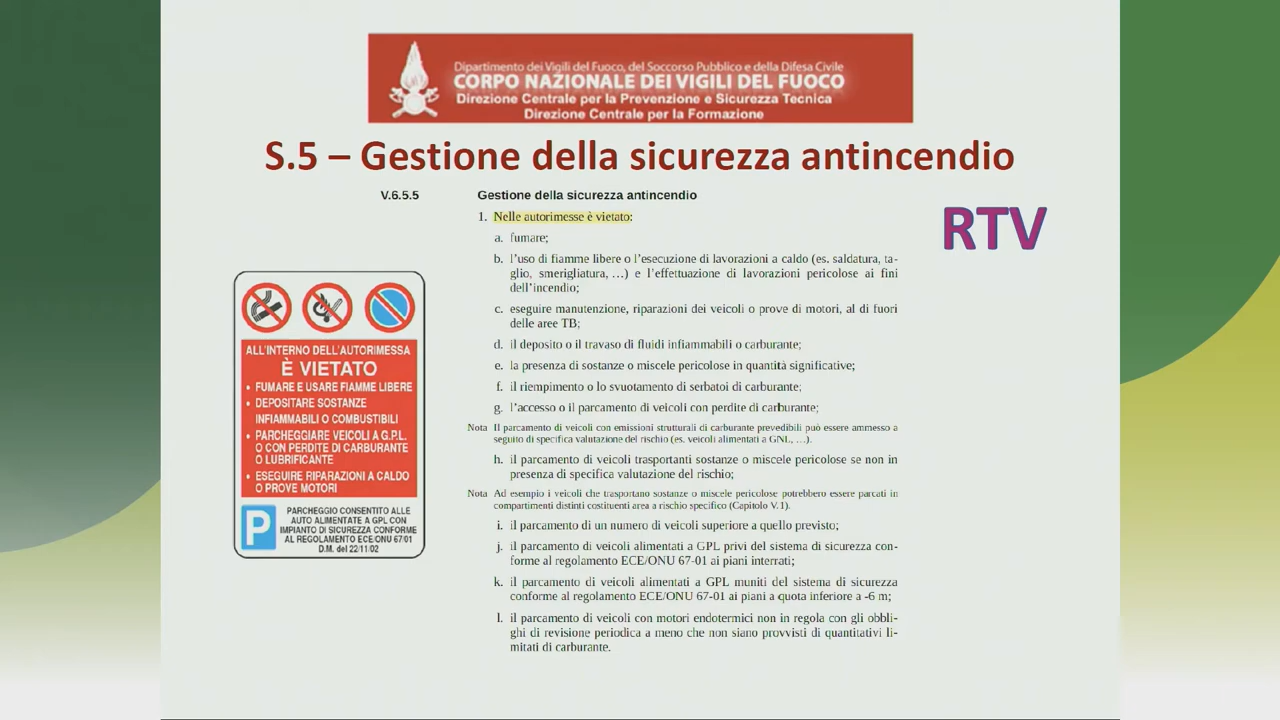 Dipartimento dei Vigili del Fuoco, del Soccorso Pubblico e della Difesa Civile
CORPO NAZIONALE DEI VIGILI DEL FUOCO
Direzione Centrale per la Prevenzione e Sicurezza Tecnica
Direzione Centrale per la Formazione
S.5 – Gestione della sicurezza antincendio
V.6.5.5 Gestione della sicurezza antincendio
RTV
1. Nelle autorimesse è vietato:
a. fumare;
b. l'uso di fiamme libere o l'esecuzione di lavorazioni a caldo (es. saldatura, ta-
glio, smerigliatura, …) e l'effettuazione di lavorazioni pericolose ai fini
dell'incendio;
c. eseguire manutenzione, riparazioni dei veicoli o prove di motori, al di fuori
delle aree TB;
d. il deposito o il travaso di fluidi infiammabili o carburante;
e. la presenza di sostanze o miscele pericolose in quantità significative;
f. il riempimento o lo svuotamento di serbatoi di carburante;
g. l'accesso o il parcamento di veicoli con perdite di carburante;
Nota Il parcamento di veicoli con emissioni strutturali di carburante prevedibili può essere ammesso a
seguito di specifica valutazione del rischio (es. veicoli alimentati a GNL, …).
h. il parcamento di veicoli trasportanti sostanze o miscele pericolose se non in
presenza di specifica valutazione del rischio;
Nota Ad esempio i veicoli che trasportano sostanze o miscele pericolose potrebbero essere parcati in
compartimenti distinti costituenti area a rischio specifico (Capitolo V.1).
i. il parcamento di un numero di veicoli superiore a quello previsto;
j. il parcamento di veicoli alimentati a GPL privi del sistema di sicurezza con-
forme al regolamento ECE/ONU 67-01 ai piani interrati;
k. il parcamento di veicoli alimentati a GPL muniti del sistema di sicurezza
conforme al regolamento ECE/ONU 67-01 ai piani a quota inferiore a -6 m;
l. il parcamento di veicoli con motori endotermici non in regola con gli obbli-
ghi di revisione periodica a meno che non siano provvisti di quantitativi li-
mitati di carburante.
ALL'INTERNO DELL'AUTORIMESSA
È VIETATO
• FUMARE E USARE FIAMME LIBERE
• DEPOSITARE SOSTANZE
INFIAMMABILI O COMBUSTIBILI
• PARCHEGGIARE VEICOLI A G.P.L.
O CON PERDITE DI CARBURANTE
O LUBRIFICANTE
• ESEGUIRE RIPARAZIONI A CALDO
O PROVE MOTORI
P
PARCHEGGIO CONSENTITO ALLE
AUTO ALIMENTATE A GPL CON
IMPIANTO DI SICUREZZA CONFORME
AL REGOLAMENTO ECE/ONU 67/01
D.M. del 22/11/02